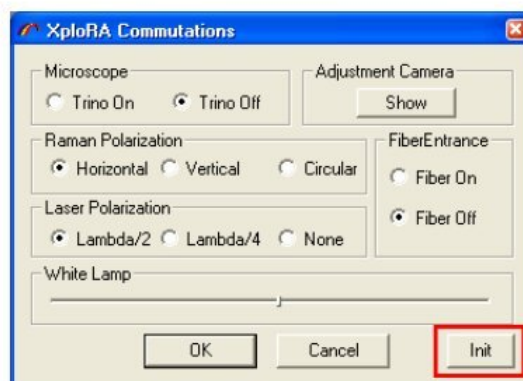 XploRA Commutations
Microscope
Trino On Trino Off
Adjustment Camera
Show
Raman Polarization
Horizontal Vertical Circular
FiberEntrance
Fiber On
Fiber Off
Laser Polarization
Lambda/2 Lambda/4 None
White Lamp
OK Cancel Init